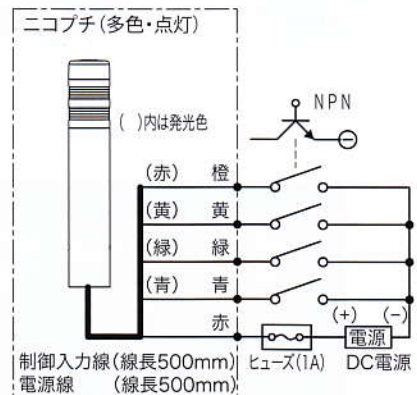 ニコプチ(多色・点灯)
( )内は発光色
NPN
(赤) 橙
(黄) 黄
(緑) 緑
(青) 青
赤
(+) (-)
電源
制御入力線(線長500mm)
電源線 (線長500mm)
ヒューズ(1A)
DC電源